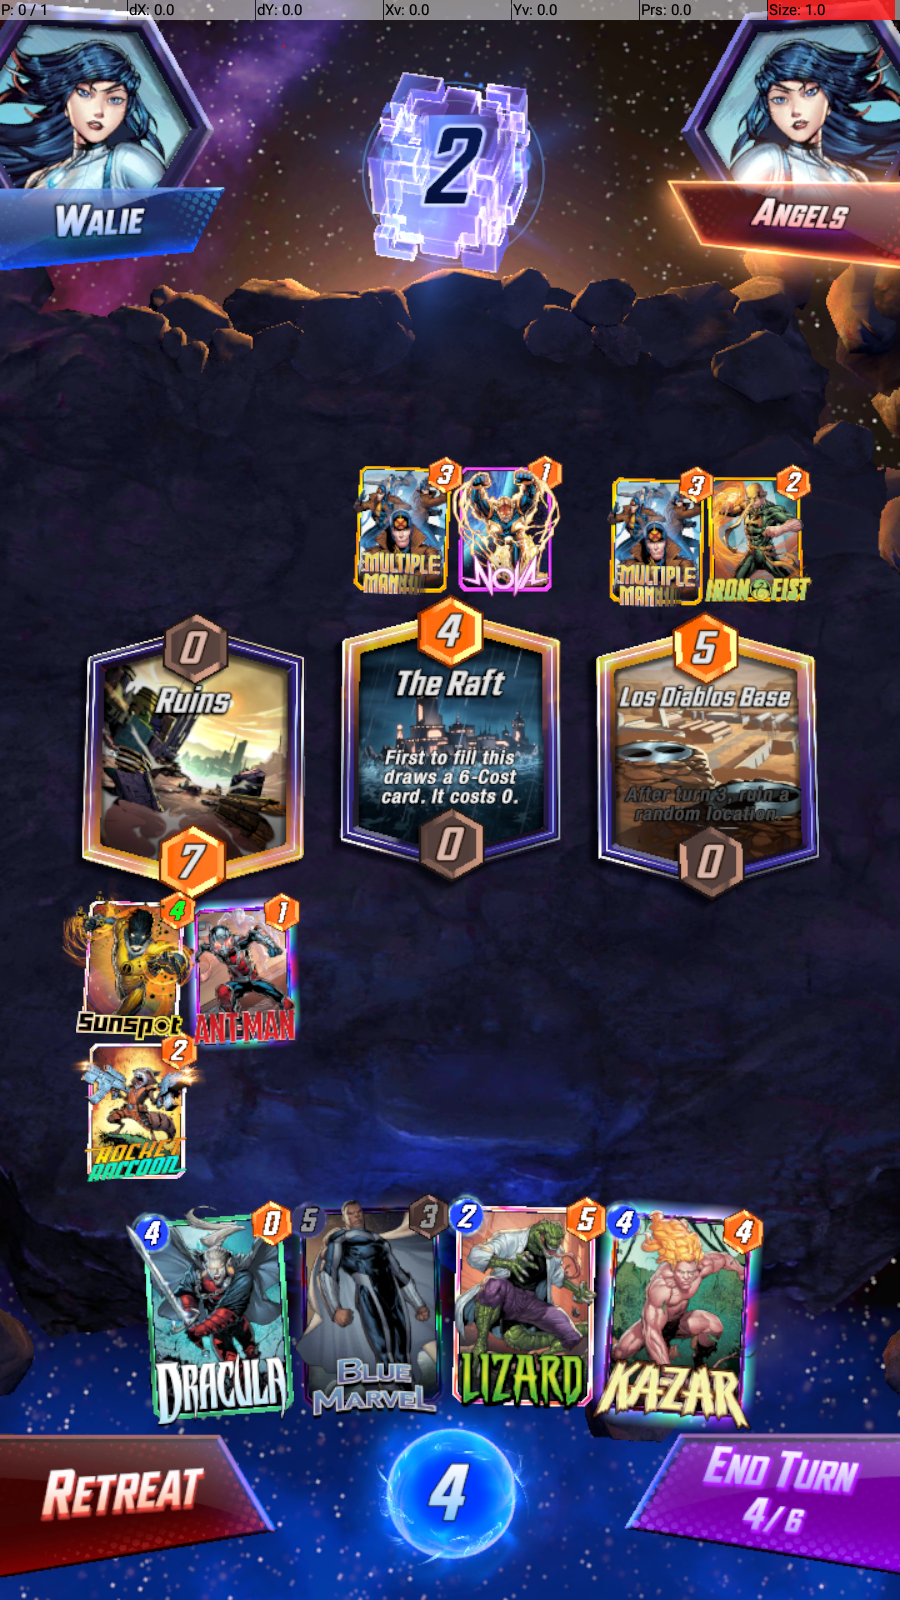 P: 0 / 1 dX: 0.0 dY: 0.0 Xv: 0.0 Yv: 0.0 Prs: 0.0 Size: 1.0
2
WALIE
ANGELS
3 1 3 2
MULTIPLE MAN
NOVA
MULTIPLE MAN
IRON FIST
0
Ruins
7
4
The Raft
First to fill this
draws a 6-Cost
card. It costs 0.
0
5
Los Diablos Base
After turn 3, ruin a
random location.
0
4 1
SUNSPOT
ANT-MAN
2
ROCKET
RACCOON
4 0
DRACULA
5 3
BLUE
MARVEL
2 5
LIZARD
4 4
KA-ZAR
RETREAT
4
END TURN
4/6